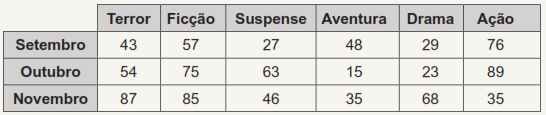 Terror Ficção Suspense Aventura Drama Ação
Setembro 43 57 27 48 29 76
Outubro 54 75 63 15 23 89
Novembro 87 85 46 35 68 35